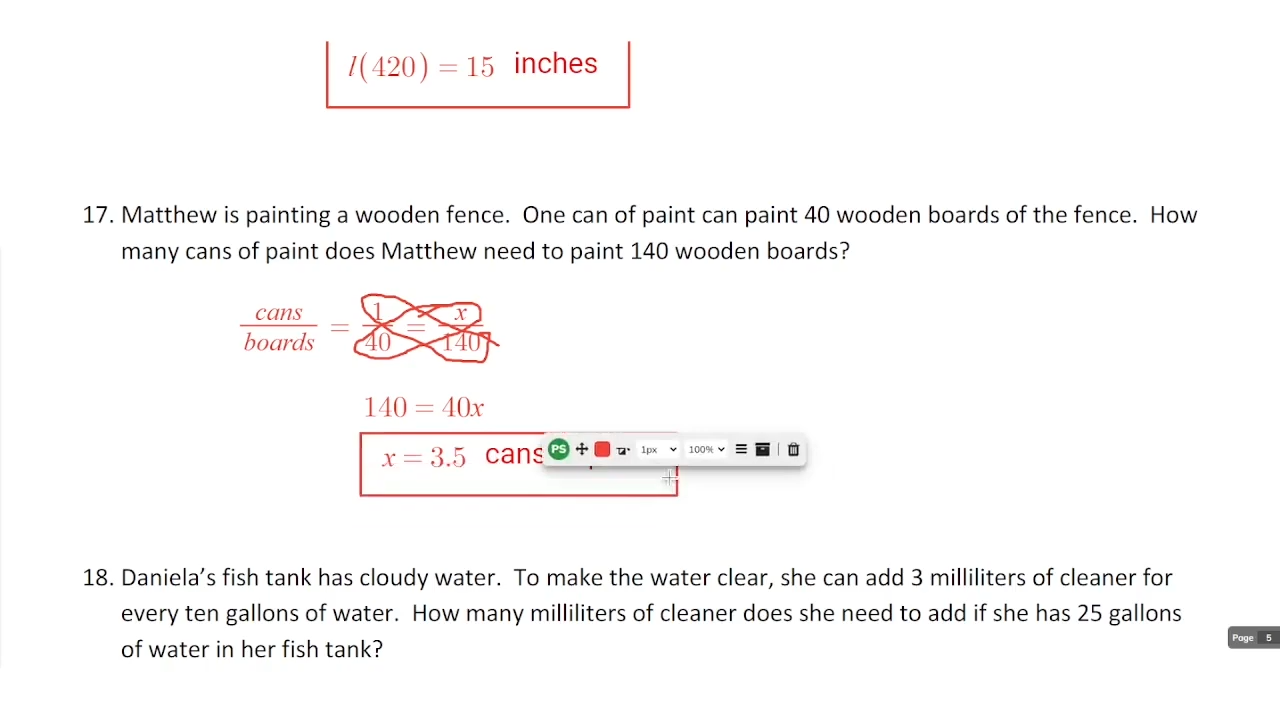 l(420) = 15 inches
17. Matthew is painting a wooden fence. One can of paint can paint 40 wooden boards of the fence. How
many cans of paint does Matthew need to paint 140 wooden boards?
cans/boards = 1/40 = x/140
140 = 40x
x = 3.5 cans
PS 1px 100%
18. Daniela’s fish tank has cloudy water. To make the water clear, she can add 3 milliliters of cleaner for
every ten gallons of water. How many milliliters of cleaner does she need to add if she has 25 gallons
of water in her fish tank?
Page 5